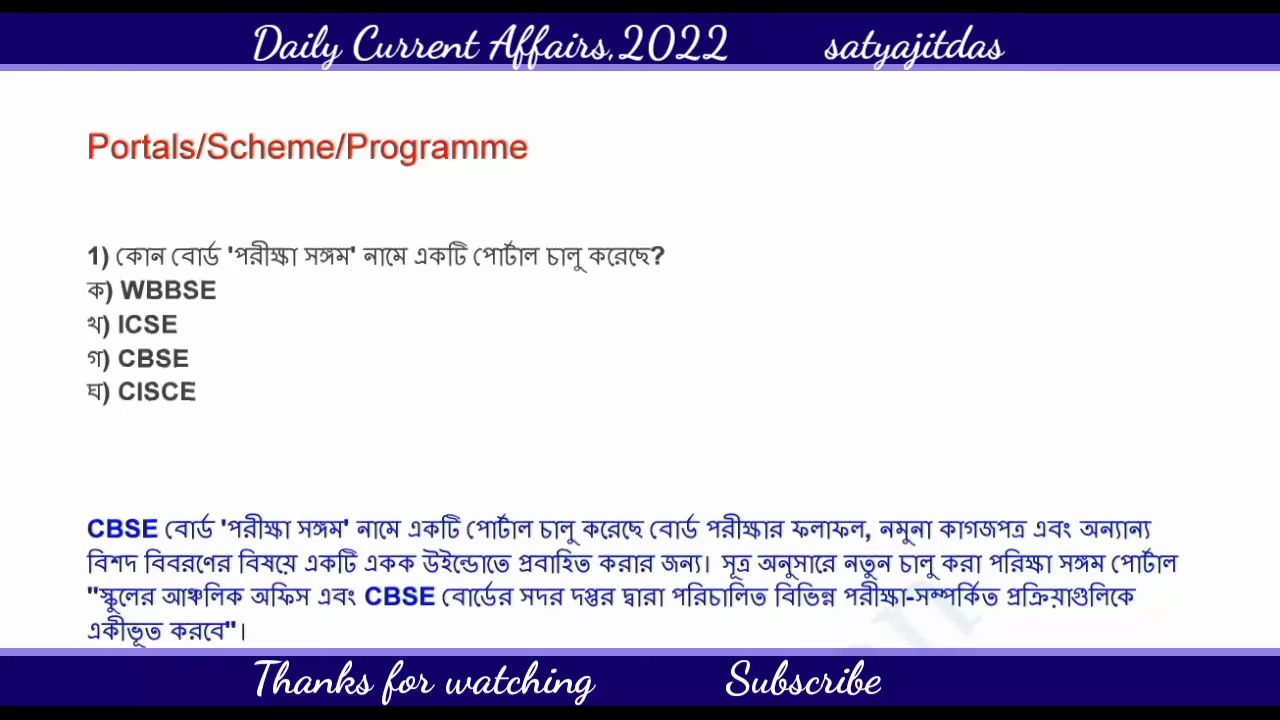 Daily Current Affairs,2022 satyajitdas
Portals/Scheme/Programme
1) কোন বোর্ড 'পরীক্ষা সঙ্গম' নামে একটি পোর্টাল চালু করেছে?
ক) WBBSE
খ) ICSE
গ) CBSE
ঘ) CISCE
CBSE বোর্ড 'পরীক্ষা সঙ্গম' নামে একটি পোর্টাল চালু করেছে বোর্ড পরীক্ষার ফলাফল, নমুনা কাগজপত্র এবং অন্যান্য
বিশদ বিবরণের বিষয়ে একটি একক উইন্ডোতে প্রবাহিত করার জন্য। সূত্র অনুসারে নতুন চালু করা পরিক্ষা সঙ্গম পোর্টাল
"স্কুলের আঞ্চলিক অফিস এবং CBSE বোর্ডের সদর দপ্তর দ্বারা পরিচালিত বিভিন্ন পরীক্ষা-সম্পর্কিত প্রক্রিয়াগুলিকে
একীভূত করবে"।
Thanks for watching Subscribe